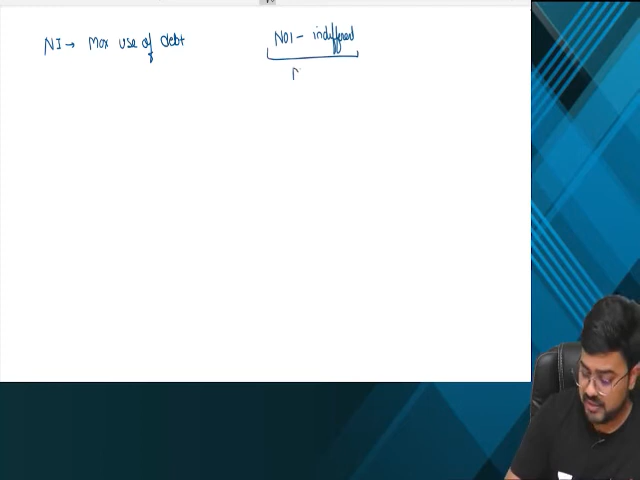 NI → Max use of debt
NOI - indifferent